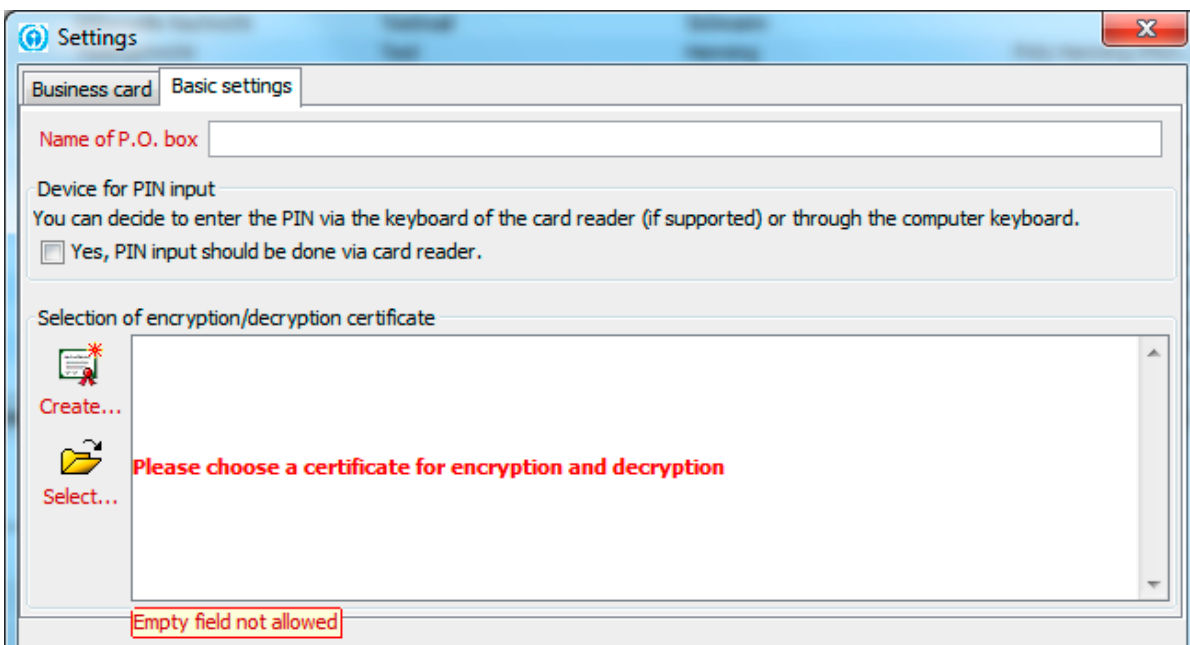 Settings
Business card Basic settings
Name of P.O. box
Device for PIN input
You can decide to enter the PIN via the keyboard of the card reader (if supported) or through the computer keyboard.
Yes, PIN input should be done via card reader.
Selection of encryption/decryption certificate
Create...
Please choose a certificate for encryption and decryption
Select...
Empty field not allowed